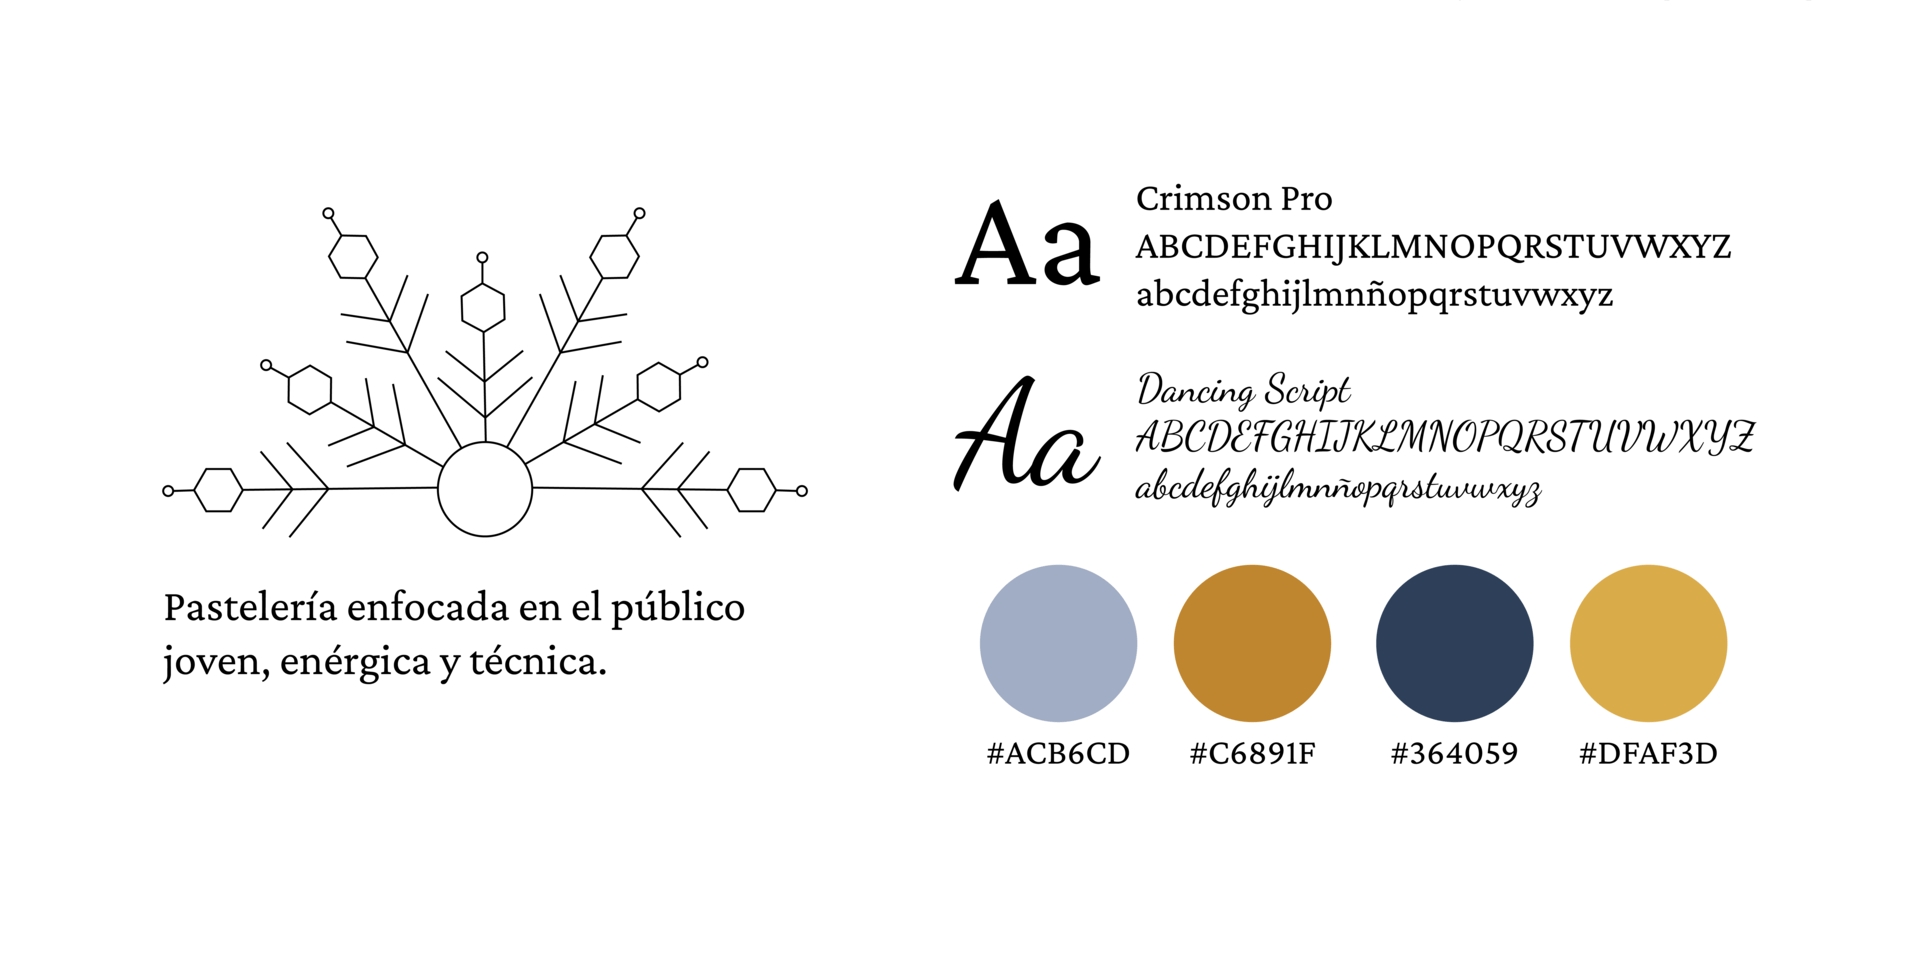 Pastelería enfocada en el público
joven, enérgica y técnica.
Aa
Crimson Pro
ABCDEFGHIJKLMNOPQRSTUVWXYZ
abcdefghijlmnñopqrstuvwxyz
Aa
Dancing Script
ABCDEFGHIJKLMNOPQRSTUVWXYZ
abcdefghijlmnñopqrstuvwxyz
#ACB6CD
#C6891F
#364059
#DFAF3D